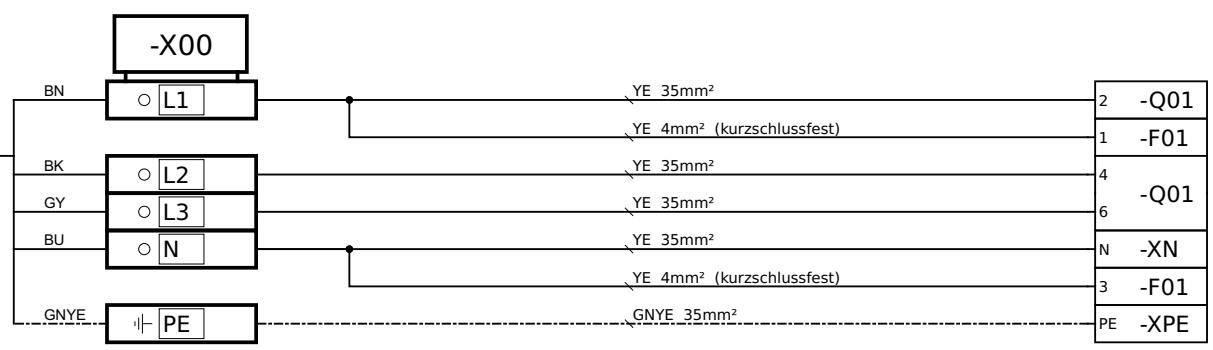 -X00
BN L1 YE 35mm² 2 -Q01
YE 4mm² (kurzschlussfest) 1 -F01
BK L2 YE 35mm² 4
-Q01
GY L3 YE 35mm² 6
BU N YE 35mm² N -XN
YE 4mm² (kurzschlussfest) 3 -F01
GNYE PE GNYE 35mm² PE -XPE